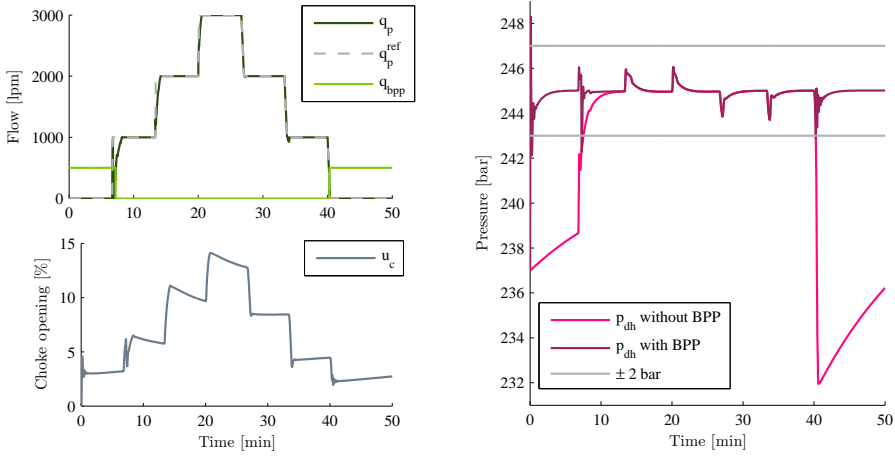 3000
2000
1000
0
Flow [lpm]
q_p
q_p^ref
q_bpp
0 10 20 30 40 50
15
10
5
0
Choke opening [%]
u_c
0 10 20 30 40 50
Time [min]
248
246
244
242
240
238
236
234
232
Pressure [bar]
p_dh without BPP
p_dh with BPP
± 2 bar
0 10 20 30 40 50
Time [min]